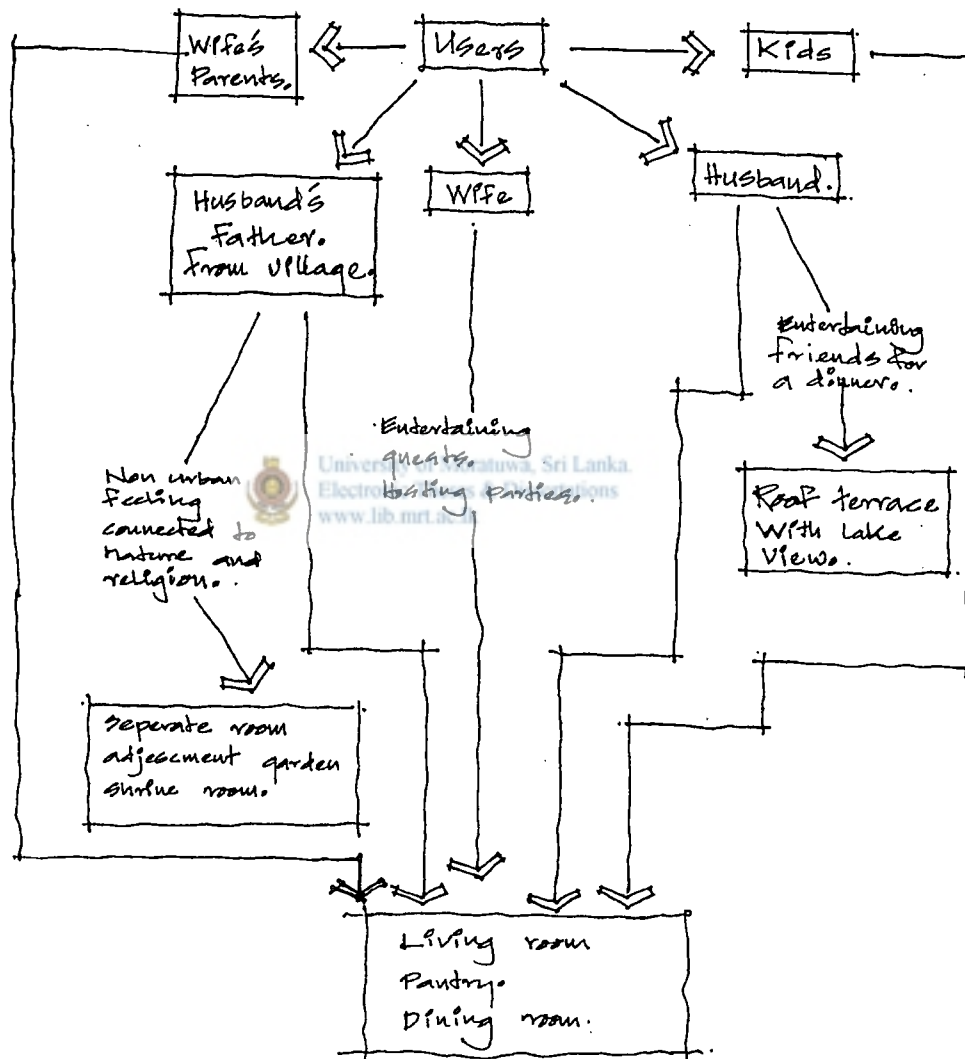 Wife's
Parents.
Users
Kids
Husband's
Father.
From village.
Wife
Husband.
Entertaining
friends for
a dinner.
Entertaining
guests.
Hosting parties.
Non urban
feeling
connected to
nature and
religion.
University of Moratuwa, Sri Lanka.
Electronic Theses & Dissertations
www.lib.mrt.ac.lk
Roof terrace
With lake
View.
Seperate room
adjescment garden
shrine room.
Living room
Pantry.
Dining room.